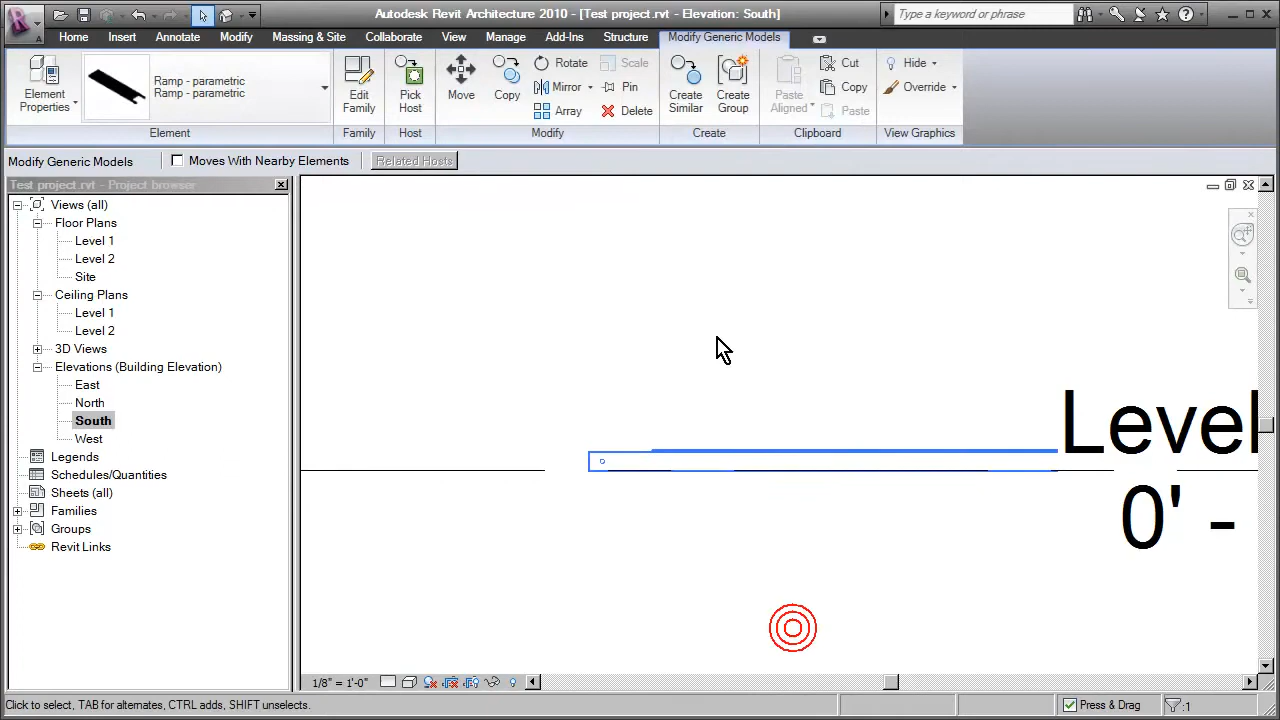 Autodesk Revit Architecture 2010 - [Test project.rvt - Elevation: South]
Type a keyword or phrase
Home Insert Annotate Modify Massing & Site Collaborate View Manage Add-Ins Structure Modify Generic Models
Element Properties
Ramp - parametric
Ramp - parametric
Edit Family
Pick Host
Move
Copy
Rotate
Mirror
Array
Scale
Pin
Delete
Create Similar
Create Group
Paste Aligned
Cut
Copy
Paste
Hide
Override
Element Family Host Modify Create Clipboard View Graphics
Modify Generic Models Moves With Nearby Elements Related Hosts
Test project.rvt - Project browser
Views (all)
Floor Plans
Level 1
Level 2
Site
Ceiling Plans
Level 1
Level 2
3D Views
Elevations (Building Elevation)
East
North
South
West
Legends
Schedules/Quantities
Sheets (all)
Families
Groups
Revit Links
Level
0' -
1/8" = 1'-0"
Click to select, TAB for alternates, CTRL adds, SHIFT unselects.
Press & Drag
:1